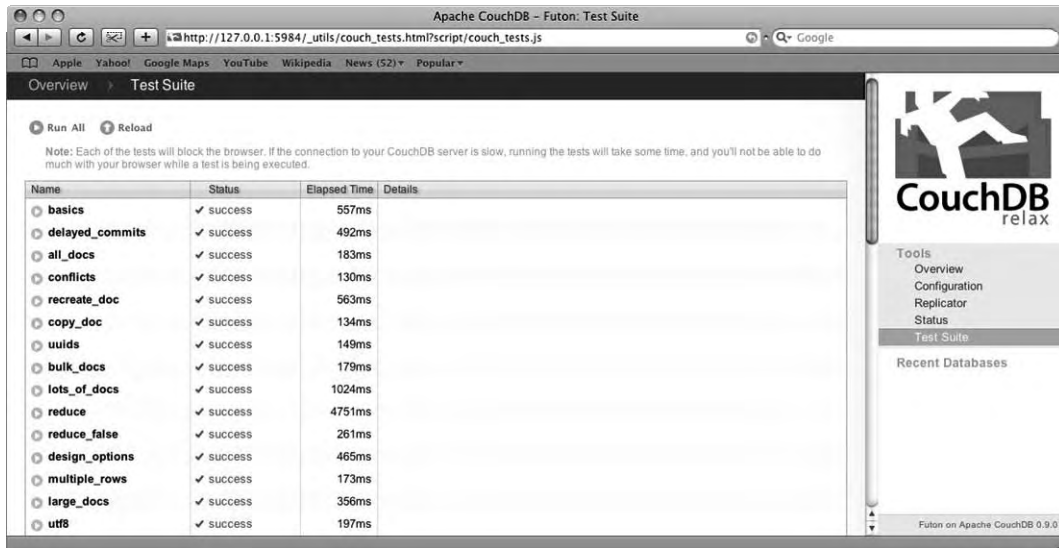 Apache CouchDB – Futon: Test Suite
http://127.0.0.1:5984/_utils/couch_tests.html?script/couch_tests.js
Google
Apple Yahoo! Google Maps YouTube Wikipedia News (52) Popular
Overview Test Suite
Run All Reload
Note: Each of the tests will block the browser. If the connection to your CouchDB server is slow, running the tests will take some time, and you'll not be able to do
much with your browser while a test is being executed.
Name Status Elapsed Time Details
basics ✓ success 557ms
delayed_commits ✓ success 492ms
all_docs ✓ success 183ms
conflicts ✓ success 130ms
recreate_doc ✓ success 563ms
copy_doc ✓ success 134ms
uuids ✓ success 149ms
bulk_docs ✓ success 179ms
lots_of_docs ✓ success 1024ms
reduce ✓ success 4751ms
reduce_false ✓ success 261ms
design_options ✓ success 465ms
multiple_rows ✓ success 173ms
large_docs ✓ success 356ms
utf8 ✓ success 197ms
CouchDB
relax
Tools
Overview
Configuration
Replicator
Status
Test Suite
Recent Databases
Futon on Apache CouchDB 0.9.0